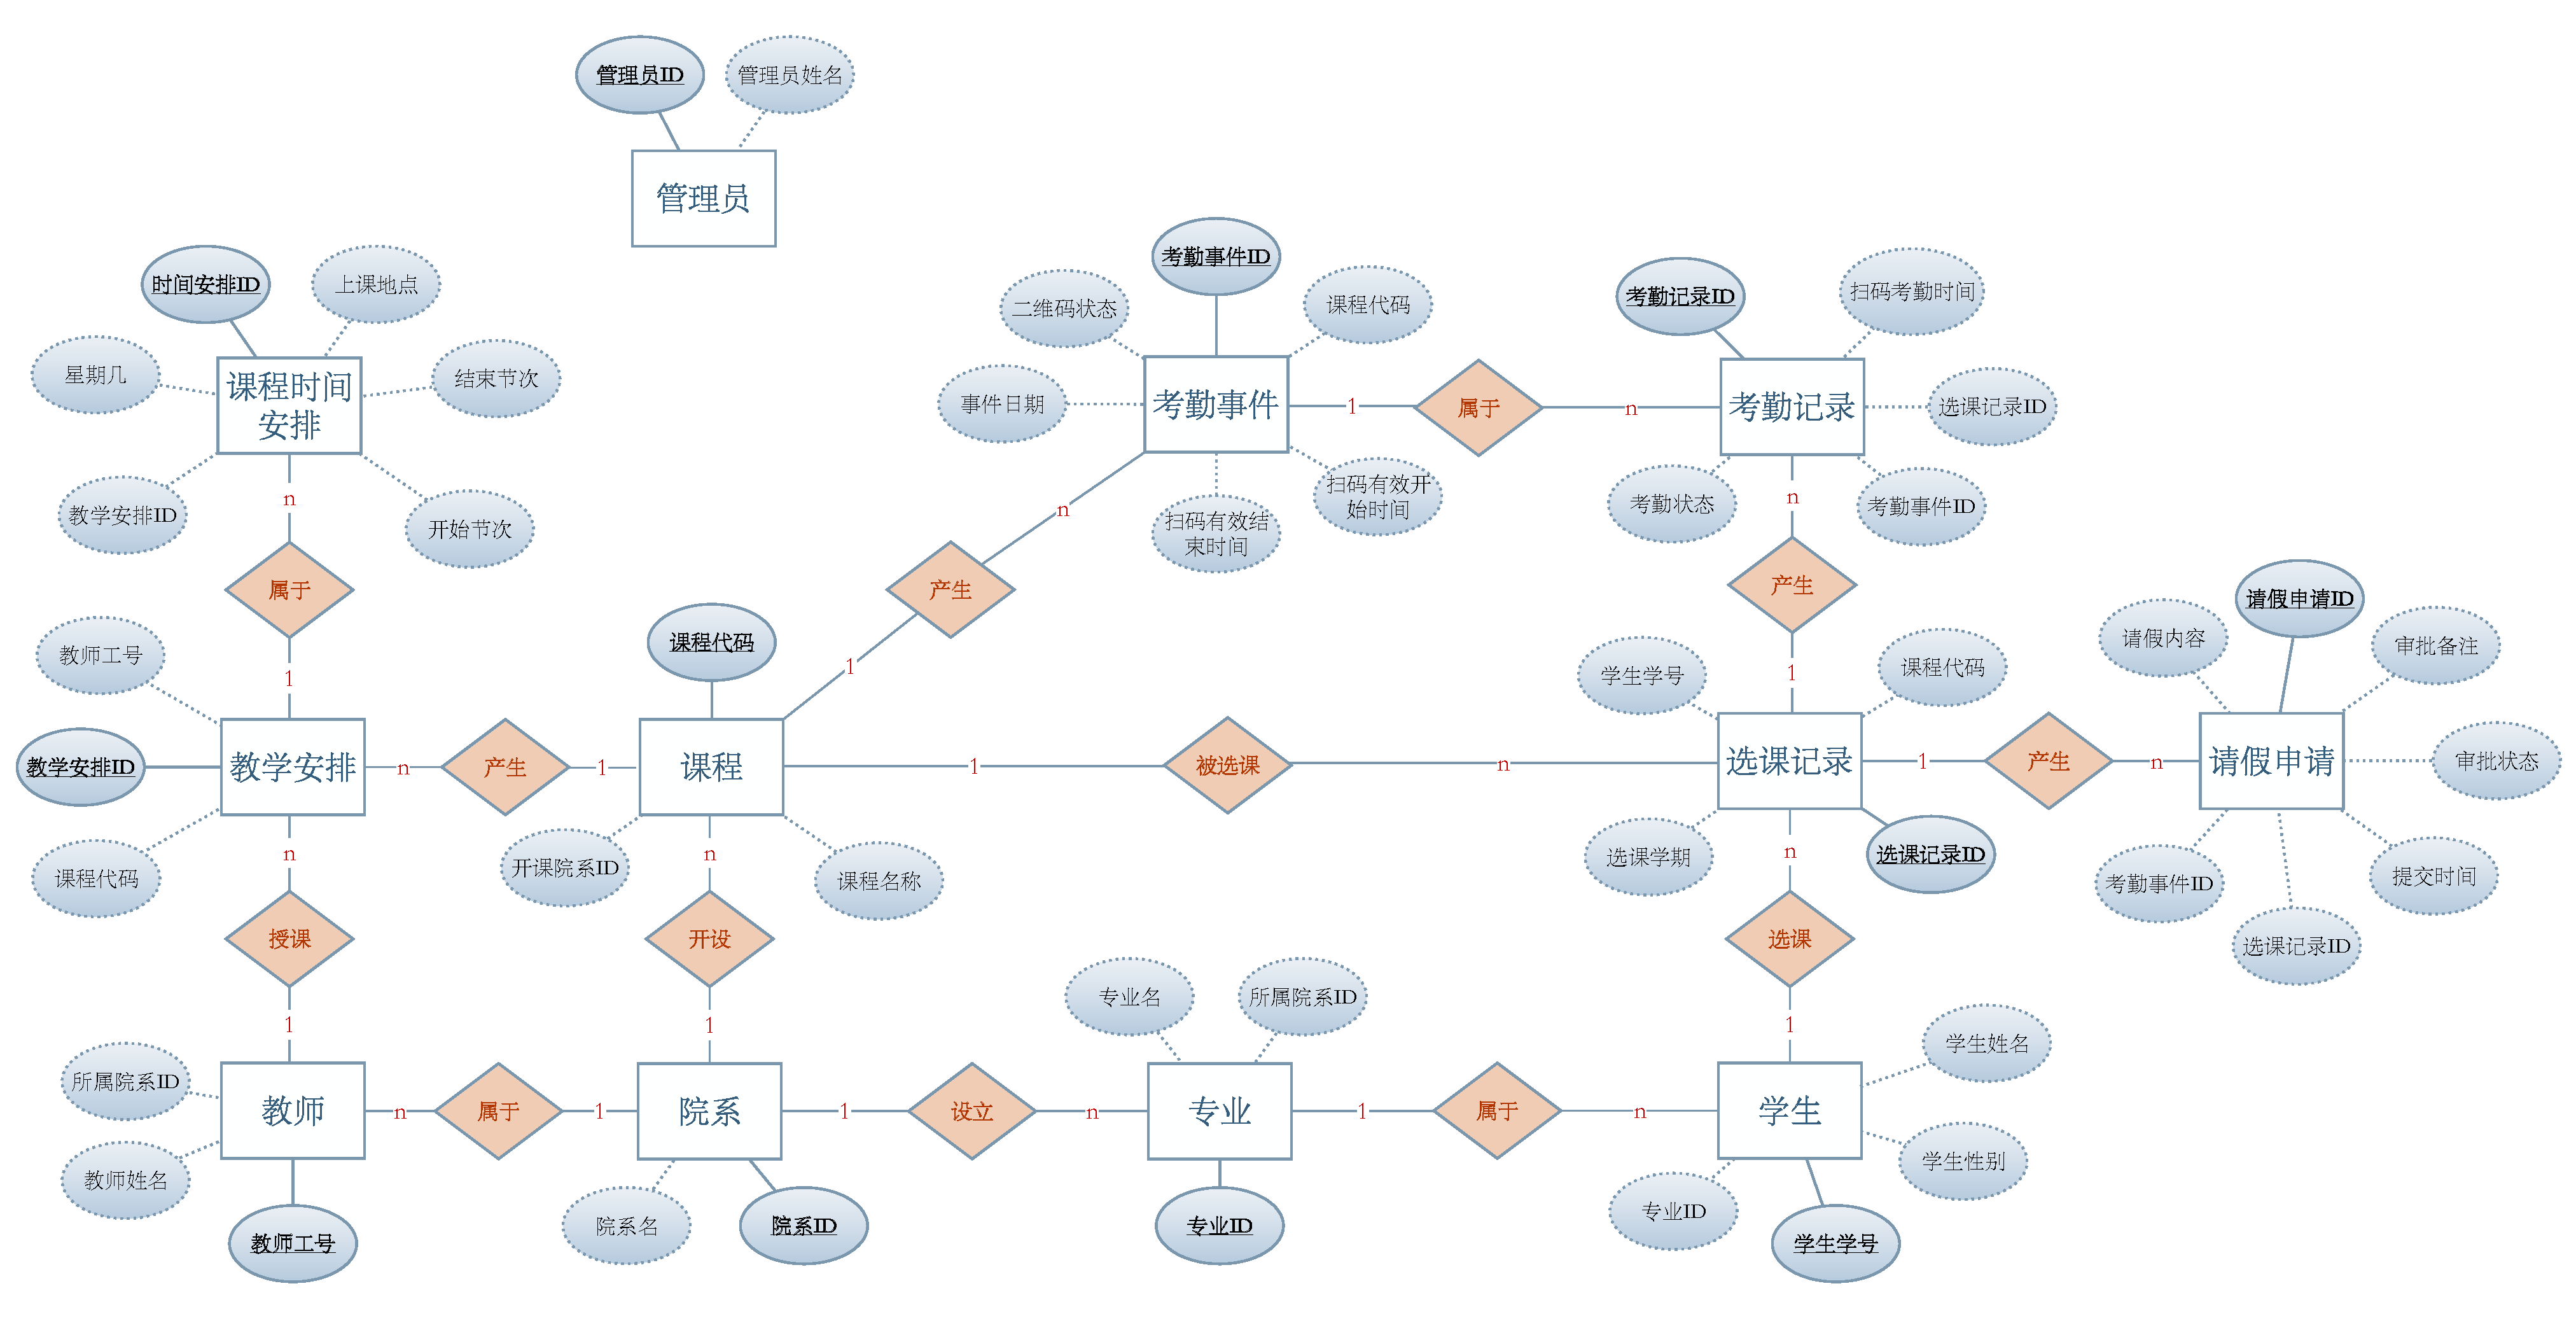 管理员ID
管理员姓名
管理员
时间安排ID
上课地点
星期几
结束节次
课程时间
安排
教学安排ID
开始节次
n
属于
1
考勤事件ID
二维码状态
课程代码
事件日期
考勤事件
扫码有效开
始时间
扫码有效结
束时间
1
属于
n
考勤记录ID
扫码考勤时间
考勤记录
选课记录ID
考勤状态
考勤事件ID
n
产生
1
n
产生
1
教师工号
教学安排ID
教学安排
课程代码
n
产生
1
课程代码
课程
开课院系ID
课程名称
1
被选课
n
学生学号
课程代码
选课记录
选课学期
选课记录ID
1
产生
n
请假申请ID
请假内容
审批备注
请假申请
审批状态
考勤事件ID
提交时间
选课记录ID
n
授课
1
n
开设
1
n
选课
1
所属院系ID
教师
教师姓名
教师工号
n
属于
1
院系
院系名
院系ID
1
设立
n
专业名
所属院系ID
专业
专业ID
1
属于
n
学生姓名
学生
学生性别
专业ID
学生学号